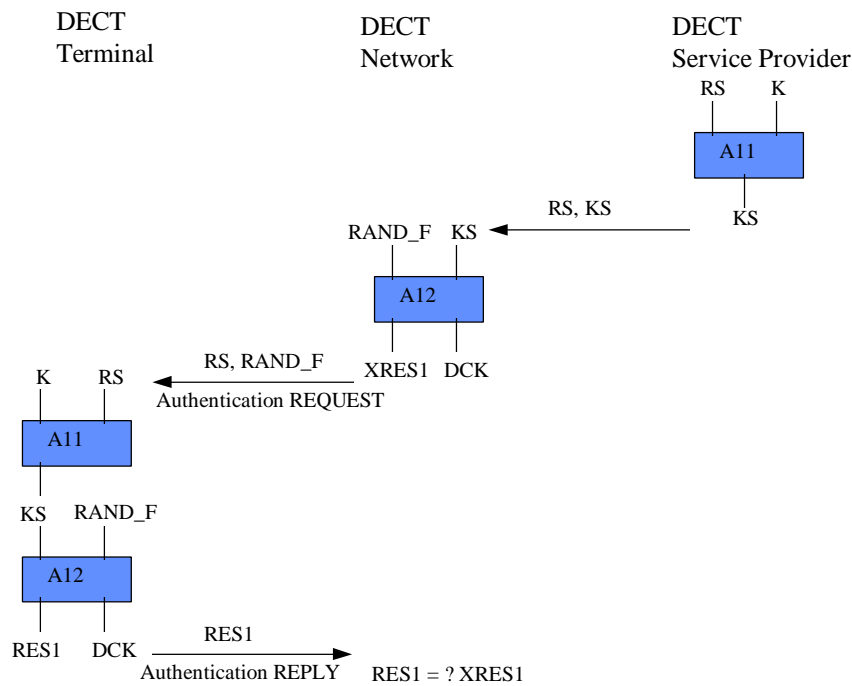 DECT
Terminal
DECT
Network
DECT
Service Provider
RS K
A11
KS
RS, KS
RAND_F KS
A12
XRES1 DCK
RS, RAND_F
Authentication REQUEST
K RS
A11
KS RAND_F
A12
RES1 DCK
RES1
Authentication REPLY
RES1 = ? XRES1